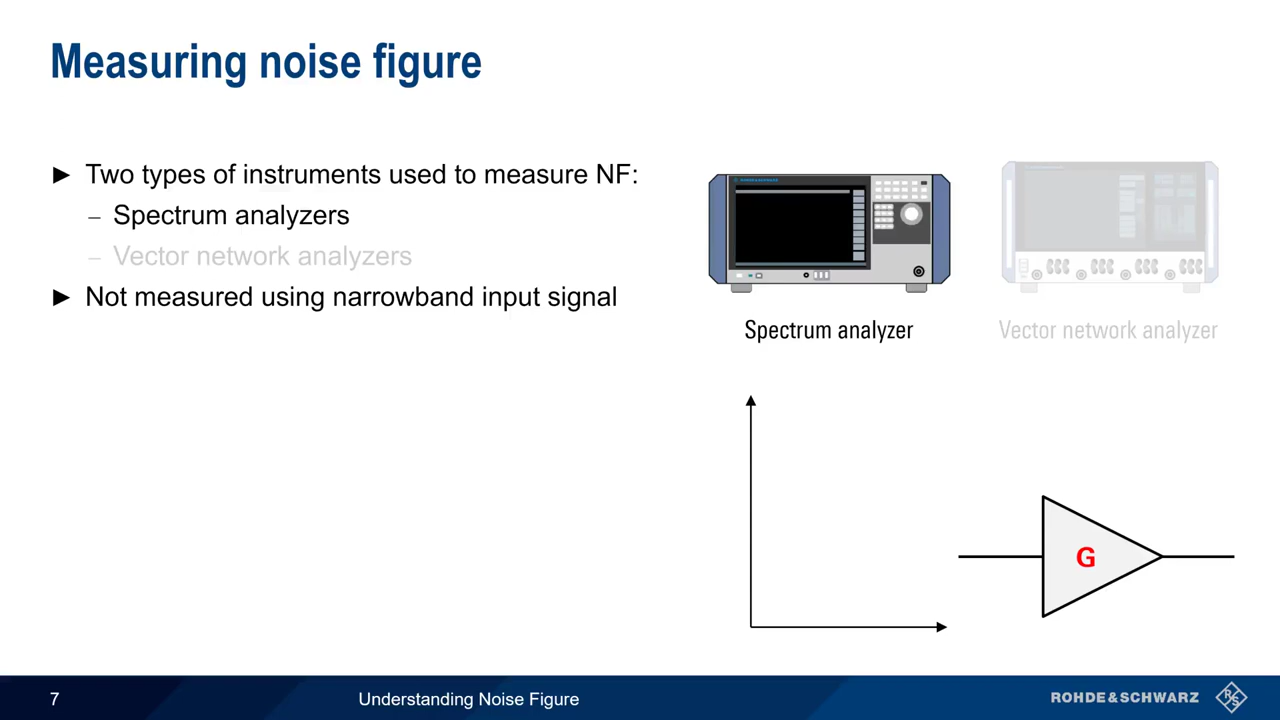 Measuring noise figure
► Two types of instruments used to measure NF:
– Spectrum analyzers
– Vector network analyzers
► Not measured using narrowband input signal
Spectrum analyzer
Vector network analyzer
G
7
Understanding Noise Figure
ROHDE & SCHWARZ